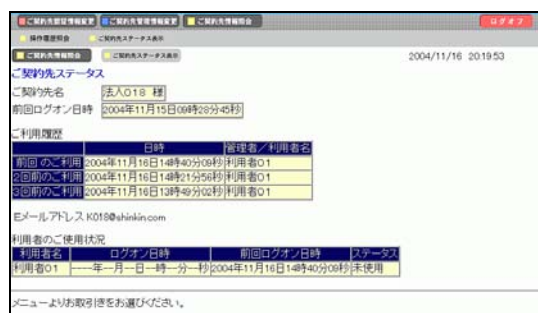 ご契約先管理情報変更 ご契約先情報照会 ログオフ
操作履歴照会 ご契約先ステータス表示
ご契約先情報照会 ご契約先ステータス表示 2004/11/16 20:19:53
ご契約先ステータス
ご契約先名 法人018 様
前回ログオン日時 2004年11月15日09時28分45秒
ご利用履歴
日時 管理者/利用者名
前回のご利用 2004年11月16日14時40分09秒 利用者01
2回前のご利用 2004年11月16日14時21分56秒 利用者01
3回前のご利用 2004年11月16日13時49分02秒 利用者01
Eメールアドレス K018@shinkin.com
利用者のご使用状況
利用者名 ログオン日時 前回ログオン日時 ステータス
利用者01 ----年--月--日--時--分--秒 2004年11月16日14時40分09秒 未使用
メニューよりお取引きをお選びください。